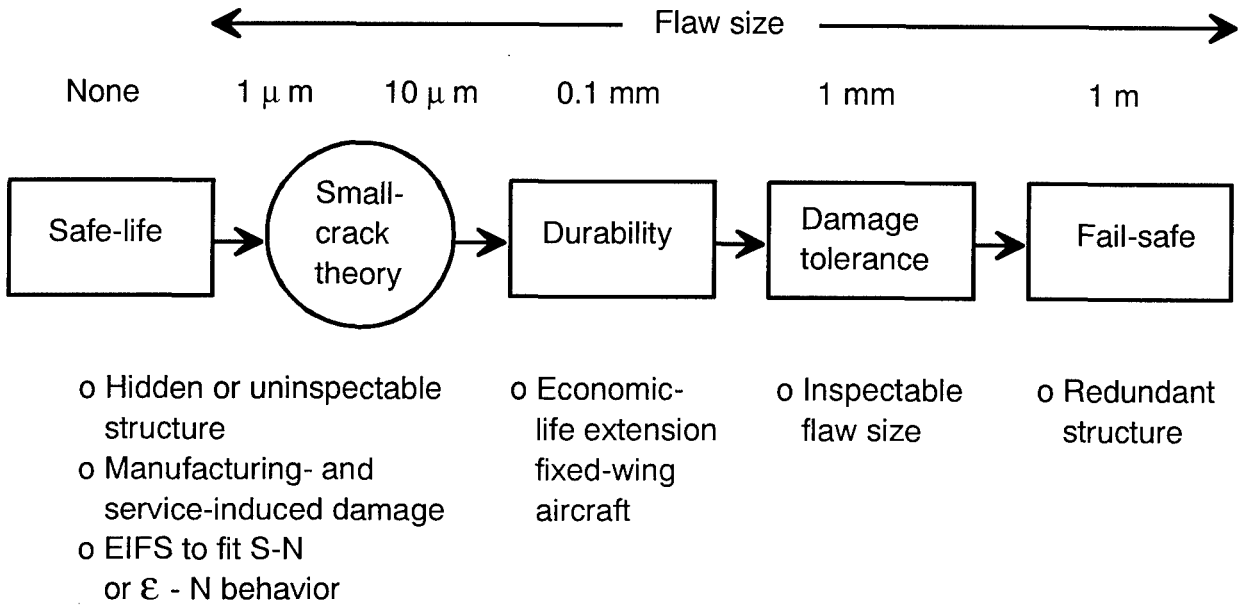 Flaw size
None
1 μ m
10 μ m
0.1 mm
1 mm
1 m
Safe-life
Small-
crack
theory
Durability
Damage
tolerance
Fail-safe
o Hidden or uninspectable
structure
o Manufacturing- and
service-induced damage
o EIFS to fit S-N
or ε - N behavior
o Economic-
life extension
fixed-wing
aircraft
o Inspectable
flaw size
o Redundant
structure